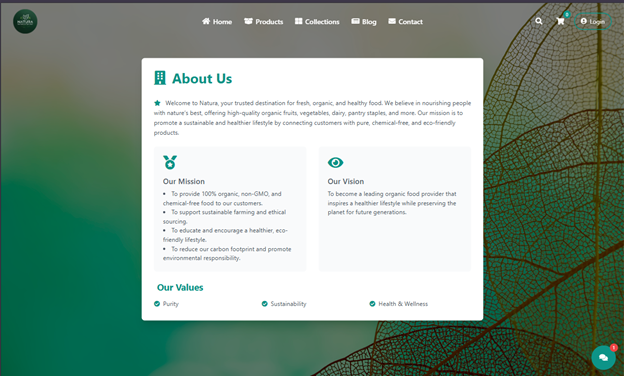 NATURA
Home
Products
Collections
Blog
Contact
0
Login
About Us
Welcome to Natura, your trusted destination for fresh, organic, and healthy food. We believe in nourishing people
with nature's best, offering high-quality organic fruits, vegetables, dairy, pantry staples, and more. Our mission is to
promote a sustainable and healthier lifestyle by connecting customers with pure, chemical-free, and eco-friendly
products.
Our Mission
• To provide 100% organic, non-GMO, and
chemical-free food to our customers.
• To support sustainable farming and ethical
sourcing.
• To educate and encourage a healthier, eco-
friendly lifestyle.
• To reduce our carbon footprint and promote
environmental responsibility.
Our Vision
To become a leading organic food provider that
inspires a healthier lifestyle while preserving the
planet for future generations.
Our Values
Purity
Sustainability
Health & Wellness
1